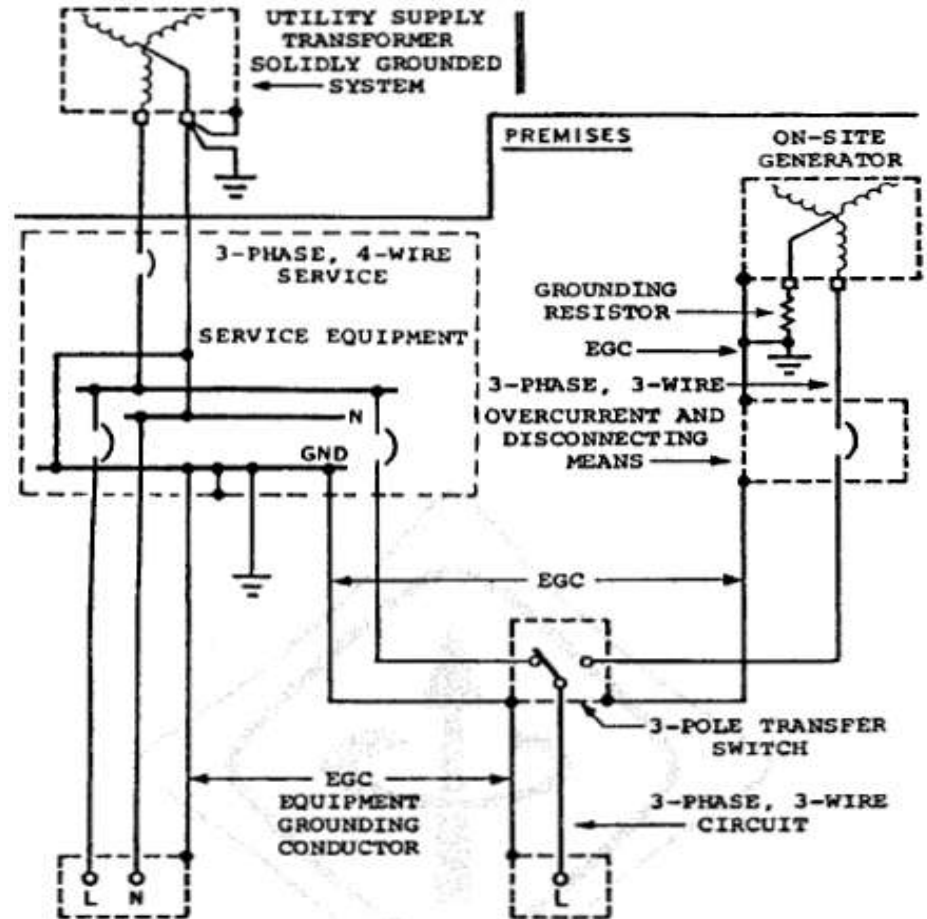 UTILITY SUPPLY
TRANSFORMER
SOLIDLY GROUNDED
SYSTEM
PREMISES
ON-SITE
GENERATOR
3-PHASE, 4-WIRE
SERVICE
GROUNDING
RESISTOR
SERVICE EQUIPMENT
EGC
3-PHASE, 3-WIRE
N
OVERCURRENT AND
DISCONNECTING
MEANS
GND
EGC
3-POLE TRANSFER
SWITCH
EGC
EQUIPMENT
GROUNDING
CONDUCTOR
3-PHASE, 3-WIRE
CIRCUIT
L N
L